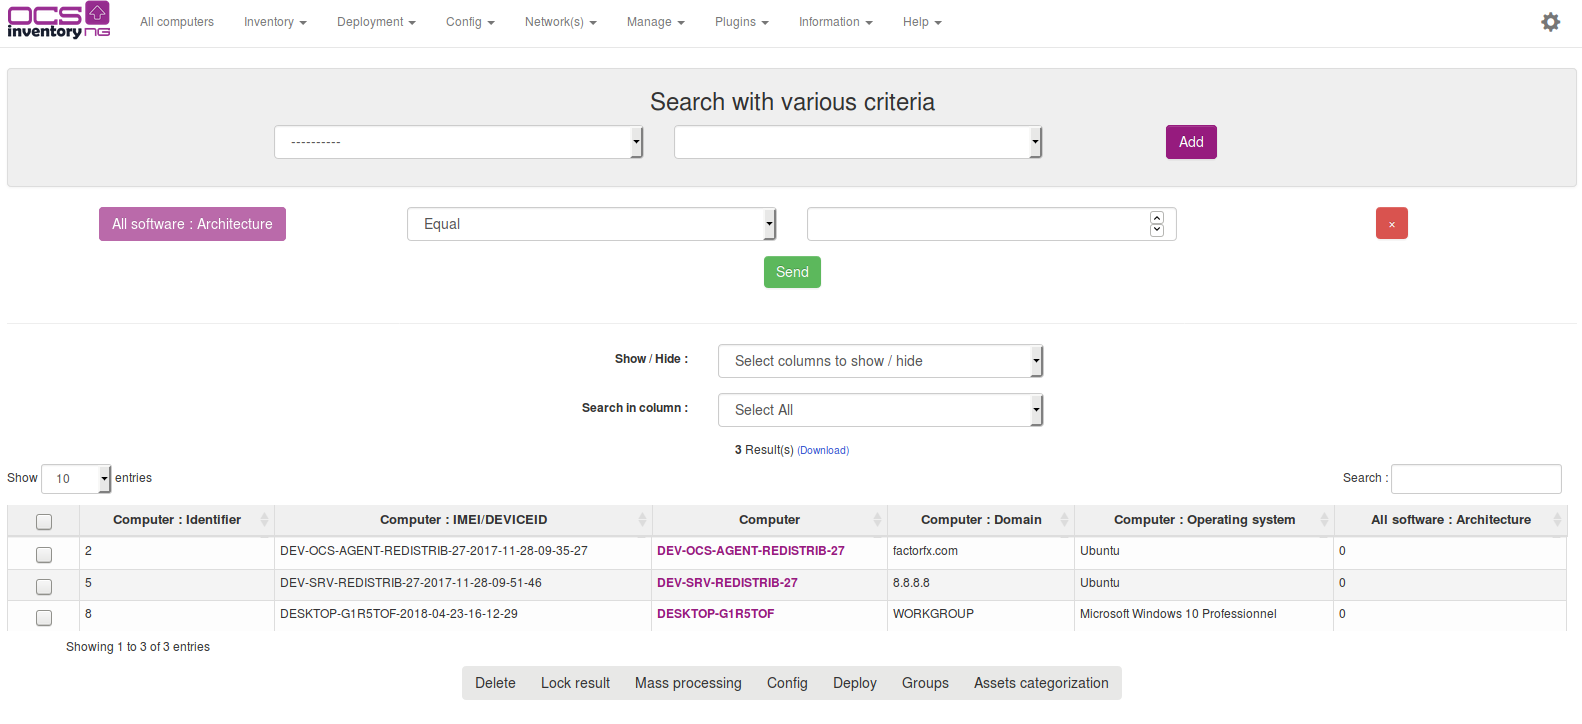 OCS
inventory NG
All computers Inventory Deployment Config Network(s) Manage Plugins Information Help
Search with various criteria
---------- Add
All software : Architecture Equal ×
Send
Show / Hide : Select columns to show / hide
Search in column : Select All
3 Result(s) (Download)
Show 10 entries Search :
Computer : Identifier Computer : IMEI/DEVICEID Computer Computer : Domain Computer : Operating system All software : Architecture
2 DEV-OCS-AGENT-REDISTRIB-27-2017-11-28-09-35-27 DEV-OCS-AGENT-REDISTRIB-27 factorfx.com Ubuntu 0
5 DEV-SRV-REDISTRIB-27-2017-11-28-09-51-46 DEV-SRV-REDISTRIB-27 8.8.8.8 Ubuntu 0
8 DESKTOP-G1R5TOF-2018-04-23-16-12-29 DESKTOP-G1R5TOF WORKGROUP Microsoft Windows 10 Professionnel 0
Showing 1 to 3 of 3 entries
Delete Lock result Mass processing Config Deploy Groups Assets categorization